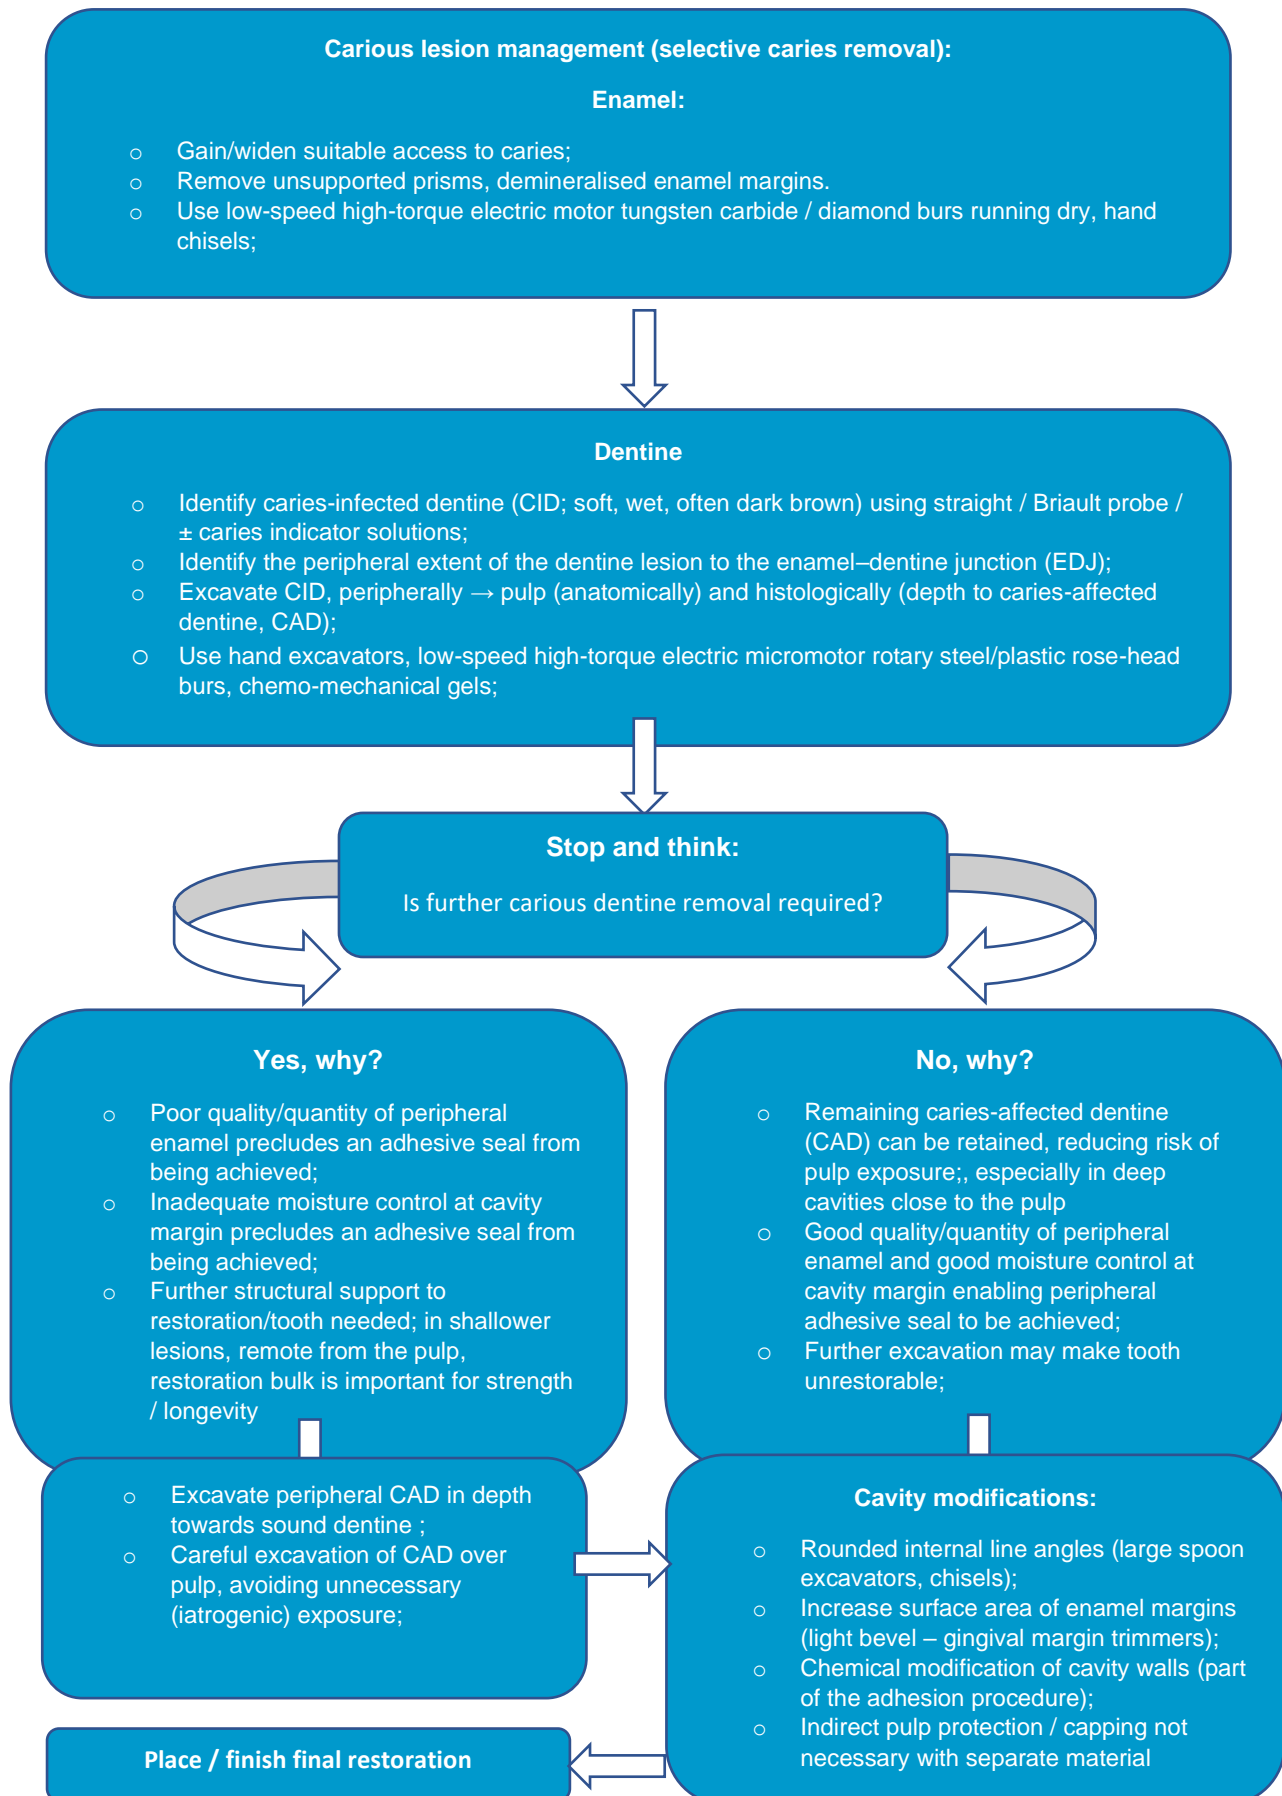 Carious lesion management (selective caries removal):
Enamel:
○ Gain/widen suitable access to caries;
○ Remove unsupported prisms, demineralised enamel margins.
○ Use low-speed high-torque electric motor tungsten carbide / diamond burs running dry, hand
chisels;
Dentine
○ Identify caries-infected dentine (CID; soft, wet, often dark brown) using straight / Briault probe /
± caries indicator solutions;
○ Identify the peripheral extent of the dentine lesion to the enamel–dentine junction (EDJ);
○ Excavate CID, peripherally → pulp (anatomically) and histologically (depth to caries-affected
dentine, CAD);
○ Use hand excavators, low-speed high-torque electric micromotor rotary steel/plastic rose-head
burs, chemo-mechanical gels;
Stop and think:
Is further carious dentine removal required?
Yes, why?
○ Poor quality/quantity of peripheral
enamel precludes an adhesive seal from
being achieved;
○ Inadequate moisture control at cavity
margin precludes an adhesive seal from
being achieved;
○ Further structural support to
restoration/tooth needed; in shallower
lesions, remote from the pulp,
restoration bulk is important for strength
/ longevity
No, why?
○ Remaining caries-affected dentine
(CAD) can be retained, reducing risk of
pulp exposure;, especially in deep
cavities close to the pulp
○ Good quality/quantity of peripheral
enamel and good moisture control at
cavity margin enabling peripheral
adhesive seal to be achieved;
○ Further excavation may make tooth
unrestorable;
○ Excavate peripheral CAD in depth
towards sound dentine ;
○ Careful excavation of CAD over
pulp, avoiding unnecessary
(iatrogenic) exposure;
Cavity modifications:
○ Rounded internal line angles (large spoon
excavators, chisels);
○ Increase surface area of enamel margins
(light bevel – gingival margin trimmers);
○ Chemical modification of cavity walls (part
of the adhesion procedure);
○ Indirect pulp protection / capping not
necessary with separate material
Place / finish final restoration